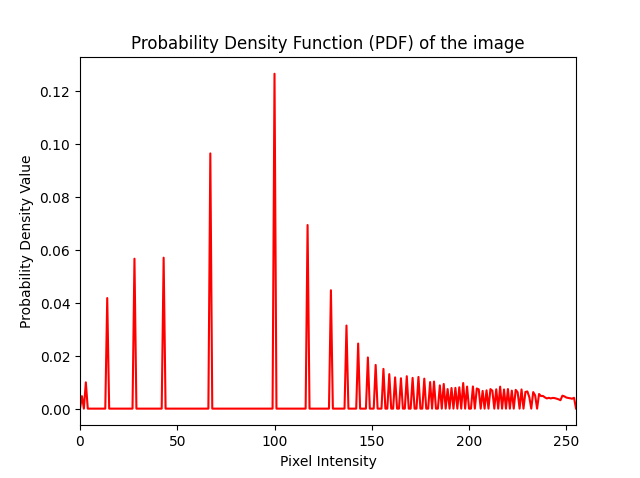 Probability Density Function (PDF) of the image
Probability Density Value
0.12
0.10
0.08
0.06
0.04
0.02
0.00
0 50 100 150 200 250
Pixel Intensity